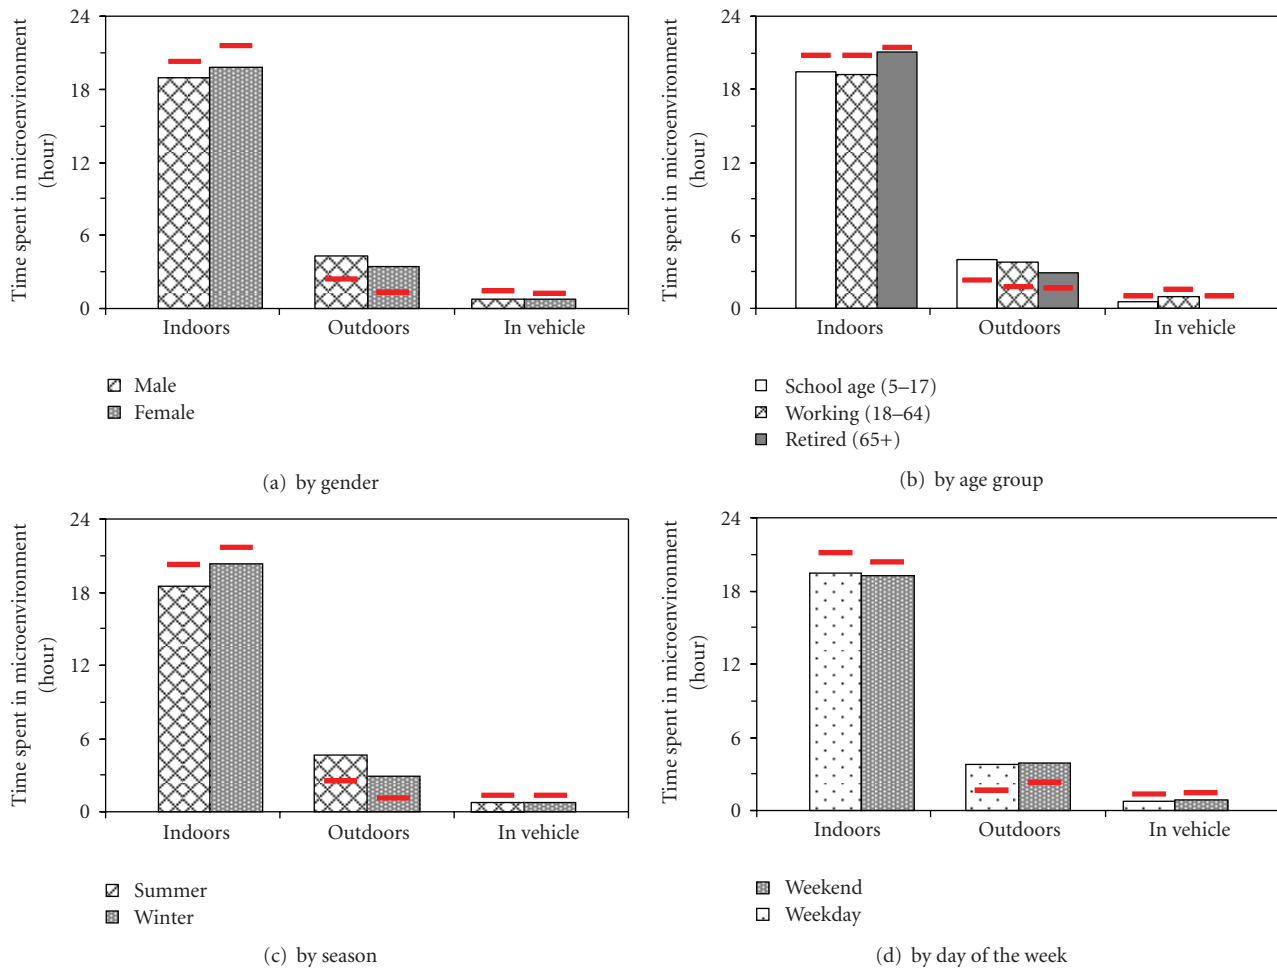 Time spent in microenvironment
(hour)
24
18
12
6
0
Indoors Outdoors In vehicle
Male
Female
(a) by gender
Time spent in microenvironment
(hour)
24
18
12
6
0
Indoors Outdoors In vehicle
School age (5–17)
Working (18–64)
Retired (65+)
(b) by age group
Time spent in microenvironment
(hour)
24
18
12
6
0
Indoors Outdoors In vehicle
Summer
Winter
(c) by season
Time spent in microenvironment
(hour)
24
18
12
6
0
Indoors Outdoors In vehicle
Weekend
Weekday
(d) by day of the week